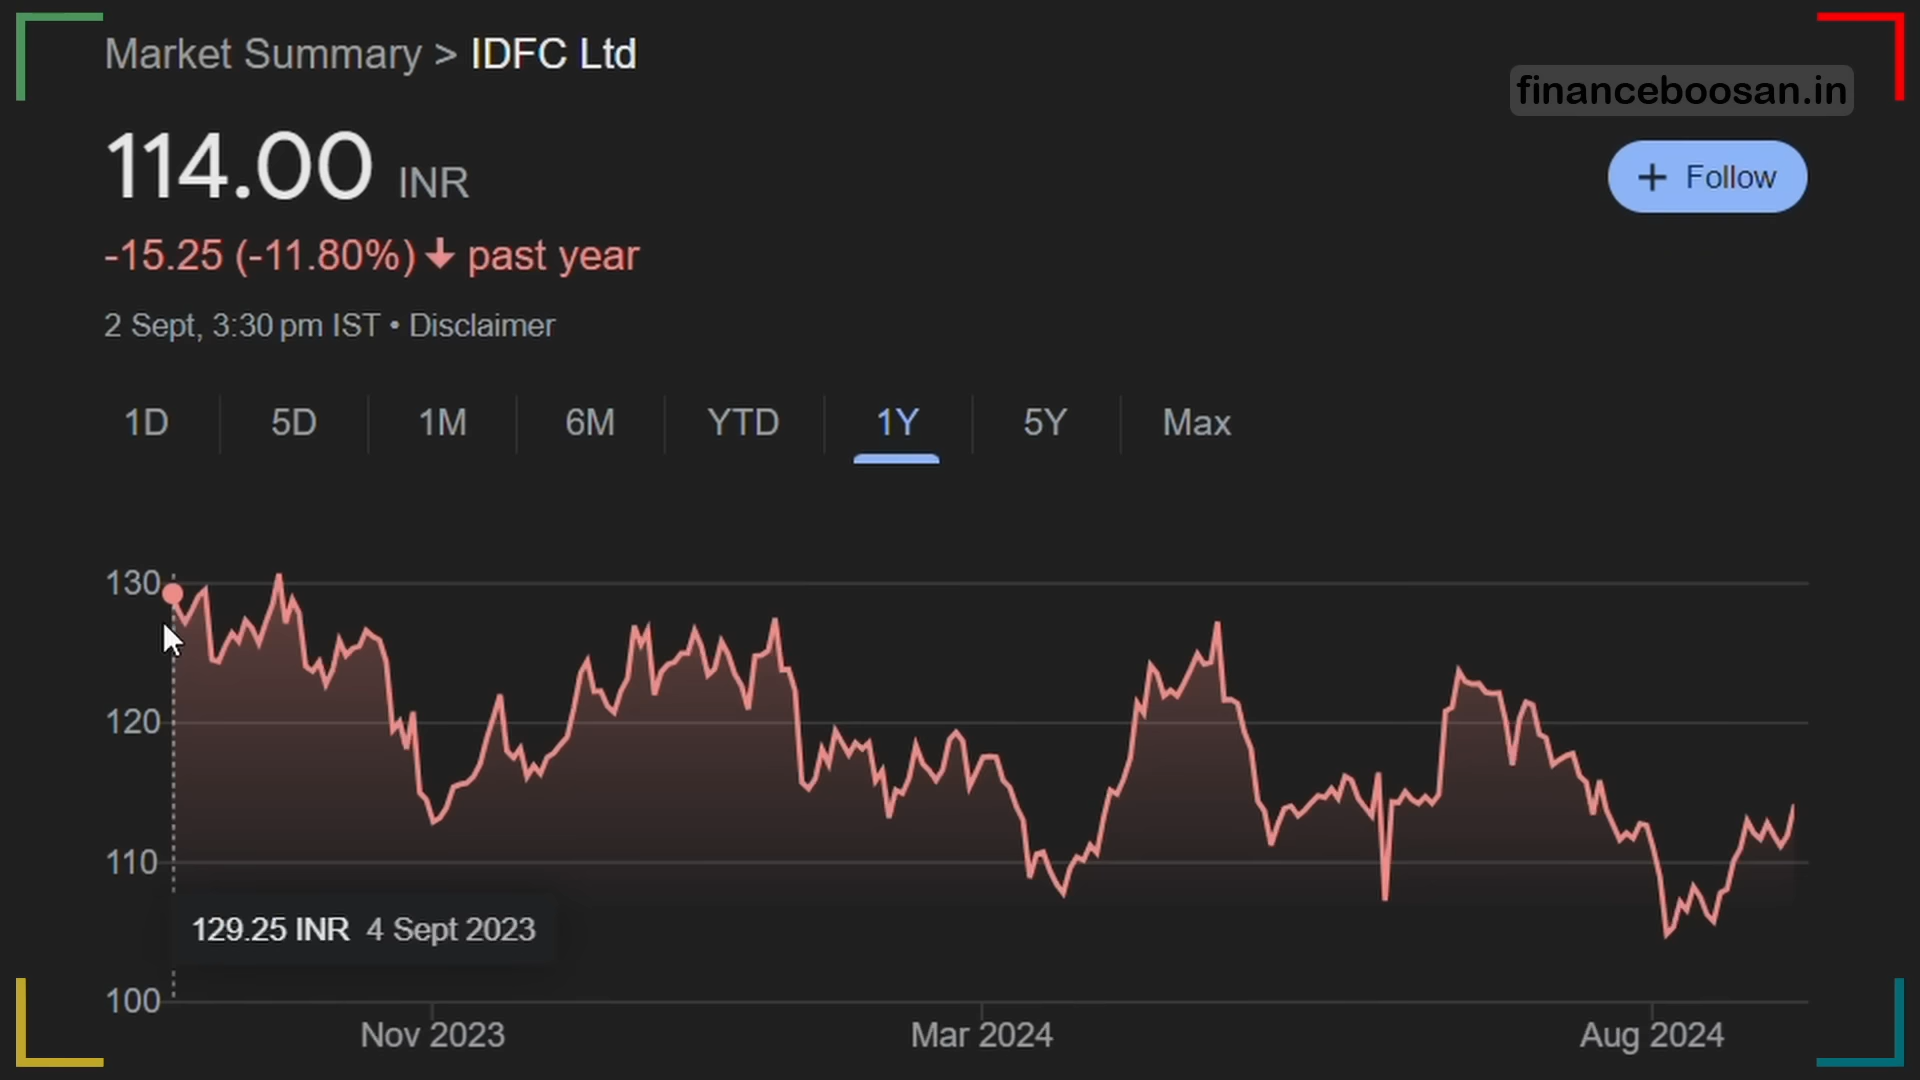 Market Summary > IDFC Ltd
financeboosan.in
114.00 INR
+ Follow
-15.25 (-11.80%) ↓ past year
2 Sept, 3:30 pm IST • Disclaimer
1D 5D 1M 6M YTD 1Y 5Y Max
130
120
110
129.25 INR 4 Sept 2023
100
Nov 2023 Mar 2024 Aug 2024